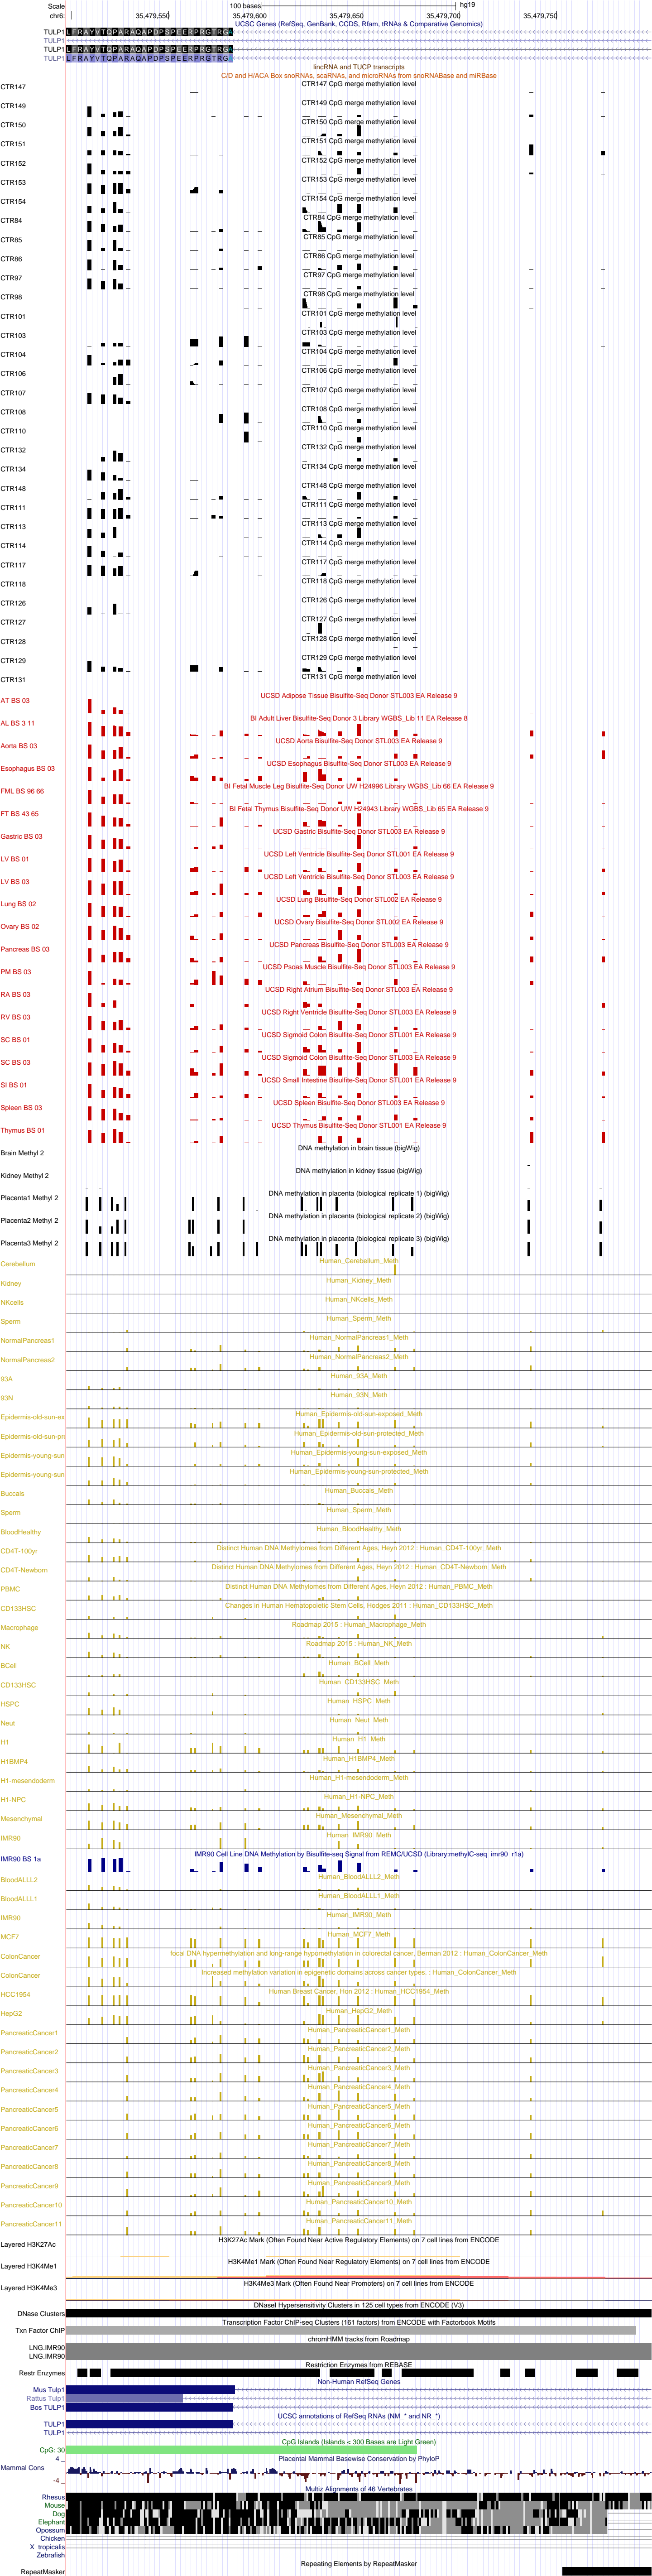 Scale 100 bases hg19
chr6: 35,479,550 35,479,600 35,479,650 35,479,700 35,479,750
UCSC Genes (RefSeq, GenBank, CCDS, Rfam, tRNAs & Comparative Genomics)
TULP1 L F R A Y V T Q P A R A Q A P D P S P E E R P R G T R G A
TULP1
TULP1 L F R A Y V T Q P A R A Q A P D P S P E E R P R G T R G A
TULP1 L F R A Y V T Q P A R A Q A P D P S P E E R P R G T R G
lincRNA and TUCP transcripts
C/D and H/ACA Box snoRNAs, scaRNAs, and microRNAs from snoRNABase and miRBase
CTR147 CpG merge methylation level
CTR147
CTR149 CpG merge methylation level
CTR149
CTR150 CpG merge methylation level
CTR150
CTR151 CpG merge methylation level
CTR151
CTR152 CpG merge methylation level
CTR152
CTR153 CpG merge methylation level
CTR153
CTR154 CpG merge methylation level
CTR154
CTR84 CpG merge methylation level
CTR84
CTR85 CpG merge methylation level
CTR85
CTR86 CpG merge methylation level
CTR86
CTR97 CpG merge methylation level
CTR97
CTR98 CpG merge methylation level
CTR98
CTR101 CpG merge methylation level
CTR101
CTR103 CpG merge methylation level
CTR103
CTR104 CpG merge methylation level
CTR104
CTR106 CpG merge methylation level
CTR106
CTR107 CpG merge methylation level
CTR107
CTR108 CpG merge methylation level
CTR108
CTR110 CpG merge methylation level
CTR110
CTR132 CpG merge methylation level
CTR132
CTR134 CpG merge methylation level
CTR134
CTR148 CpG merge methylation level
CTR148
CTR111 CpG merge methylation level
CTR111
CTR113 CpG merge methylation level
CTR113
CTR114 CpG merge methylation level
CTR114
CTR117 CpG merge methylation level
CTR117
CTR118 CpG merge methylation level
CTR118
CTR126 CpG merge methylation level
CTR126
CTR127 CpG merge methylation level
CTR127
CTR128 CpG merge methylation level
CTR128
CTR129 CpG merge methylation level
CTR129
CTR131 CpG merge methylation level
CTR131
UCSD Adipose Tissue Bisulfite-Seq Donor STL003 EA Release 9
AT BS 03
BI Adult Liver Bisulfite-Seq Donor 3 Library WGBS_Lib 11 EA Release 8
AL BS 3 11
UCSD Aorta Bisulfite-Seq Donor STL003 EA Release 9
Aorta BS 03
UCSD Esophagus Bisulfite-Seq Donor STL003 EA Release 9
Esophagus BS 03
BI Fetal Muscle Leg Bisulfite-Seq Donor UW H24996 Library WGBS_Lib 66 EA Release 9
FML BS 96 66
BI Fetal Thymus Bisulfite-Seq Donor UW H24943 Library WGBS_Lib 65 EA Release 9
FT BS 43 65
UCSD Gastric Bisulfite-Seq Donor STL003 EA Release 9
Gastric BS 03
UCSD Left Ventricle Bisulfite-Seq Donor STL001 EA Release 9
LV BS 01
UCSD Left Ventricle Bisulfite-Seq Donor STL003 EA Release 9
LV BS 03
UCSD Lung Bisulfite-Seq Donor STL002 EA Release 9
Lung BS 02
UCSD Ovary Bisulfite-Seq Donor STL002 EA Release 9
Ovary BS 02
UCSD Pancreas Bisulfite-Seq Donor STL003 EA Release 9
Pancreas BS 03
UCSD Psoas Muscle Bisulfite-Seq Donor STL003 EA Release 9
PM BS 03
UCSD Right Atrium Bisulfite-Seq Donor STL003 EA Release 9
RA BS 03
UCSD Right Ventricle Bisulfite-Seq Donor STL003 EA Release 9
RV BS 03
UCSD Sigmoid Colon Bisulfite-Seq Donor STL001 EA Release 9
SC BS 01
UCSD Sigmoid Colon Bisulfite-Seq Donor STL003 EA Release 9
SC BS 03
UCSD Small Intestine Bisulfite-Seq Donor STL001 EA Release 9
SI BS 01
UCSD Spleen Bisulfite-Seq Donor STL003 EA Release 9
Spleen BS 03
UCSD Thymus Bisulfite-Seq Donor STL001 EA Release 9
Thymus BS 01
DNA methylation in brain tissue (bigWig)
Brain Methyl 2
DNA methylation in kidney tissue (bigWig)
Kidney Methyl 2
DNA methylation in placenta (biological replicate 1) (bigWig)
Placenta1 Methyl 2
DNA methylation in placenta (biological replicate 2) (bigWig)
Placenta2 Methyl 2
DNA methylation in placenta (biological replicate 3) (bigWig)
Placenta3 Methyl 2
Human_Cerebellum_Meth
Cerebellum
Human_Kidney_Meth
Kidney
Human_NKcells_Meth
NKcells
Human_Sperm_Meth
Sperm
Human_NormalPancreas1_Meth
NormalPancreas1
Human_NormalPancreas2_Meth
NormalPancreas2
Human_93A_Meth
93A
Human_93N_Meth
93N
Human_Epidermis-old-sun-exposed_Meth
Epidermis-old-sun-ex
Human_Epidermis-old-sun-protected_Meth
Epidermis-old-sun-pri
Human_Epidermis-young-sun-exposed_Meth
Epidermis-young-sun
Human_Epidermis-young-sun-protected_Meth
Epidermis-young-sun
Human_Buccals_Meth
Buccals
Human_Sperm_Meth
Sperm
Human_BloodHealthy_Meth
BloodHealthy
Distinct Human DNA Methylomes from Different Ages, Heyn 2012 : Human_CD4T-100yr_Meth
CD4T-100yr
Distinct Human DNA Methylomes from Different Ages, Heyn 2012 : Human_CD4T-Newborn_Meth
CD4T-Newborn
Distinct Human DNA Methylomes from Different Ages, Heyn 2012 : Human_PBMC_Meth
PBMC
Changes in Human Hematopoietic Stem Cells, Hodges 2011 : Human_CD133HSC_Meth
CD133HSC
Roadmap 2015 : Human_Macrophage_Meth
Macrophage
Roadmap 2015 : Human_NK_Meth
NK
Human_BCell_Meth
BCell
Human_CD133HSC_Meth
CD133HSC
Human_HSPC_Meth
HSPC
Human_Neut_Meth
Neut
Human_H1_Meth
H1
Human_H1BMP4_Meth
H1BMP4
Human_H1-mesendoderm_Meth
H1-mesendoderm
Human_H1-NPC_Meth
H1-NPC
Human_Mesenchymal_Meth
Mesenchymal
Human_IMR90_Meth
IMR90
IMR90 Cell Line DNA Methylation by Bisulfite-seq Signal from REMC/UCSD (Library:methylC-seq_imr90_r1a)
IMR90 BS 1a
Human_BloodALLL2_Meth
BloodALLL2
Human_BloodALLL1_Meth
BloodALLL1
Human_IMR90_Meth
IMR90
Human_MCF7_Meth
MCF7
focal DNA hypermethylation and long-range hypomethylation in colorectal cancer, Berman 2012 : Human_ColonCancer_Meth
ColonCancer
Increased methylation variation in epigenetic domains across cancer types. : Human_ColonCancer_Meth
ColonCancer
Human Breast Cancer, Hon 2012 : Human_HCC1954_Meth
HCC1954
Human_HepG2_Meth
HepG2
Human_PancreaticCancer1_Meth
PancreaticCancer1
Human_PancreaticCancer2_Meth
PancreaticCancer2
Human_PancreaticCancer3_Meth
PancreaticCancer3
Human_PancreaticCancer4_Meth
PancreaticCancer4
Human_PancreaticCancer5_Meth
PancreaticCancer5
Human_PancreaticCancer6_Meth
PancreaticCancer6
Human_PancreaticCancer7_Meth
PancreaticCancer7
Human_PancreaticCancer8_Meth
PancreaticCancer8
Human_PancreaticCancer9_Meth
PancreaticCancer9
Human_PancreaticCancer10_Meth
PancreaticCancer10
Human_PancreaticCancer11_Meth
PancreaticCancer11
H3K27Ac Mark (Often Found Near Active Regulatory Elements) on 7 cell lines from ENCODE
Layered H3K27Ac
H3K4Me1 Mark (Often Found Near Regulatory Elements) on 7 cell lines from ENCODE
Layered H3K4Me1
H3K4Me3 Mark (Often Found Near Promoters) on 7 cell lines from ENCODE
Layered H3K4Me3
DNaseI Hypersensitivity Clusters in 125 cell types from ENCODE (V3)
DNase Clusters
Transcription Factor ChIP-seq Clusters (161 factors) from ENCODE with Factorbook Motifs
Txn Factor ChIP
chromHMM tracks from Roadmap
LNG.IMR90
LNG.IMR90
Restriction Enzymes from REBASE
Restr Enzymes
Non-Human RefSeq Genes
Mus Tulp1
Rattus Tulp1
Bos TULP1
UCSC annotations of RefSeq RNAs (NM_* and NR_*)
TULP1
TULP1
CpG Islands (Islands < 300 Bases are Light Green)
CpG: 30
Placental Mammal Basewise Conservation by PhyloP
4 _
Mammal Cons
-4 _
Multiz Alignments of 46 Vertebrates
Rhesus
Mouse
Dog
Elephant
Opossum
Chicken
X_tropicalis
Zebrafish
Repeating Elements by RepeatMasker
RepeatMasker